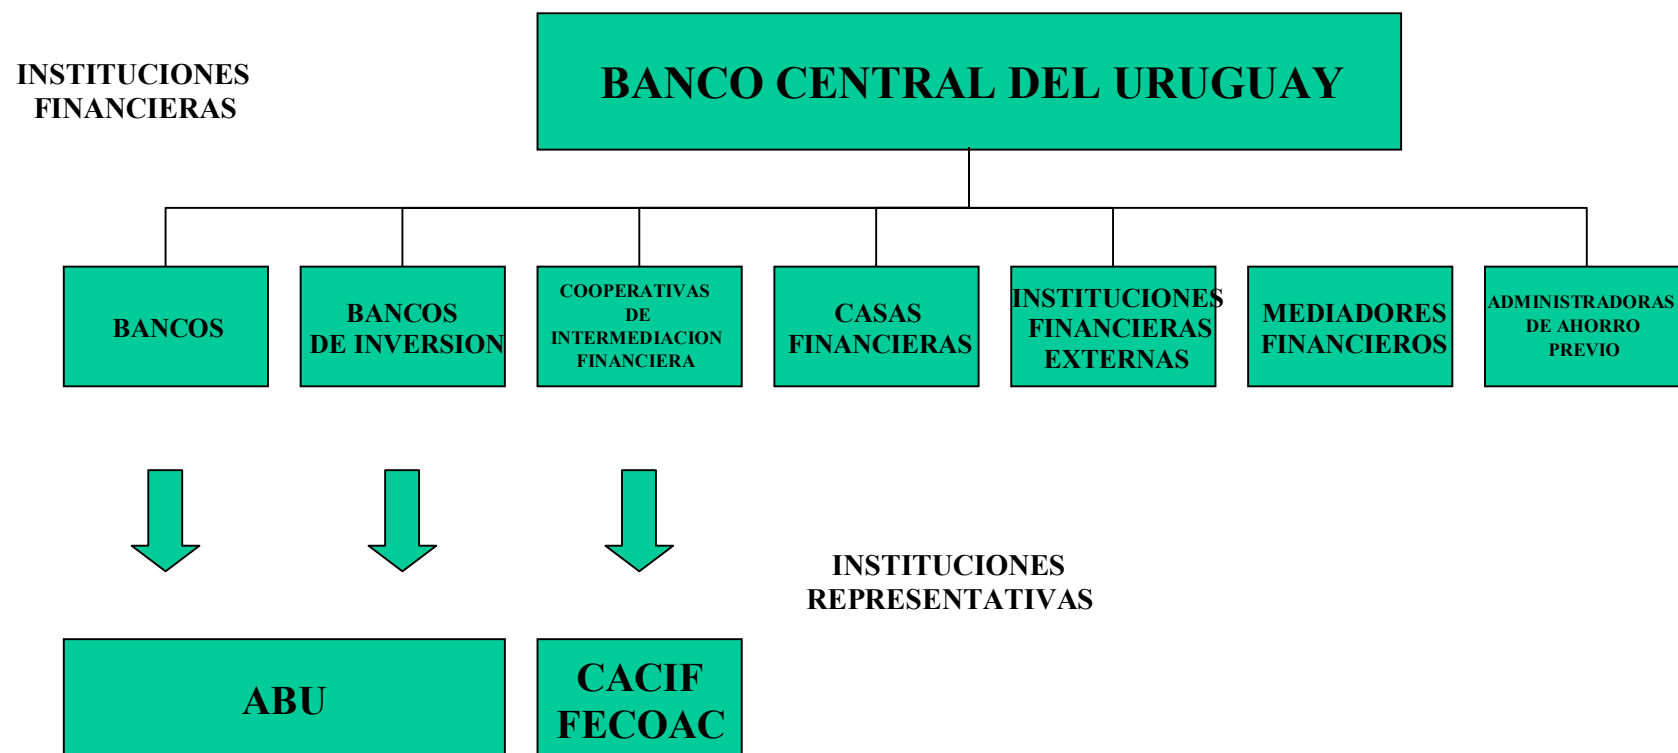 INSTITUCIONES
FINANCIERAS
BANCO CENTRAL DEL URUGUAY
BANCOS
BANCOS
DE INVERSION
COOPERATIVAS
DE
INTERMEDIACION
FINANCIERA
CASAS
FINANCIERAS
INSTITUCIONES
FINANCIERAS
EXTERNAS
MEDIADORES
FINANCIEROS
ADMINISTRADORAS
DE AHORRO
PREVIO
INSTITUCIONES
REPRESENTATIVAS
ABU
CACIF
FECOAC